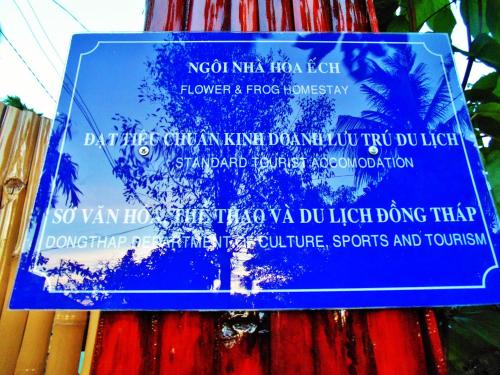 NGÔI NHÀ HOA ẾCH
FLOWER & FROG HOMESTAY
ĐẠT TIÊU CHUẨN KINH DOANH LƯU TRÚ DU LỊCH
STANDARD TOURIST ACCOMODATION
SỞ VĂN HÓA, THỂ THAO VÀ DU LỊCH ĐỒNG THÁP
DONGTHAP DEPARTMENT OF CULTURE, SPORTS AND TOURISM